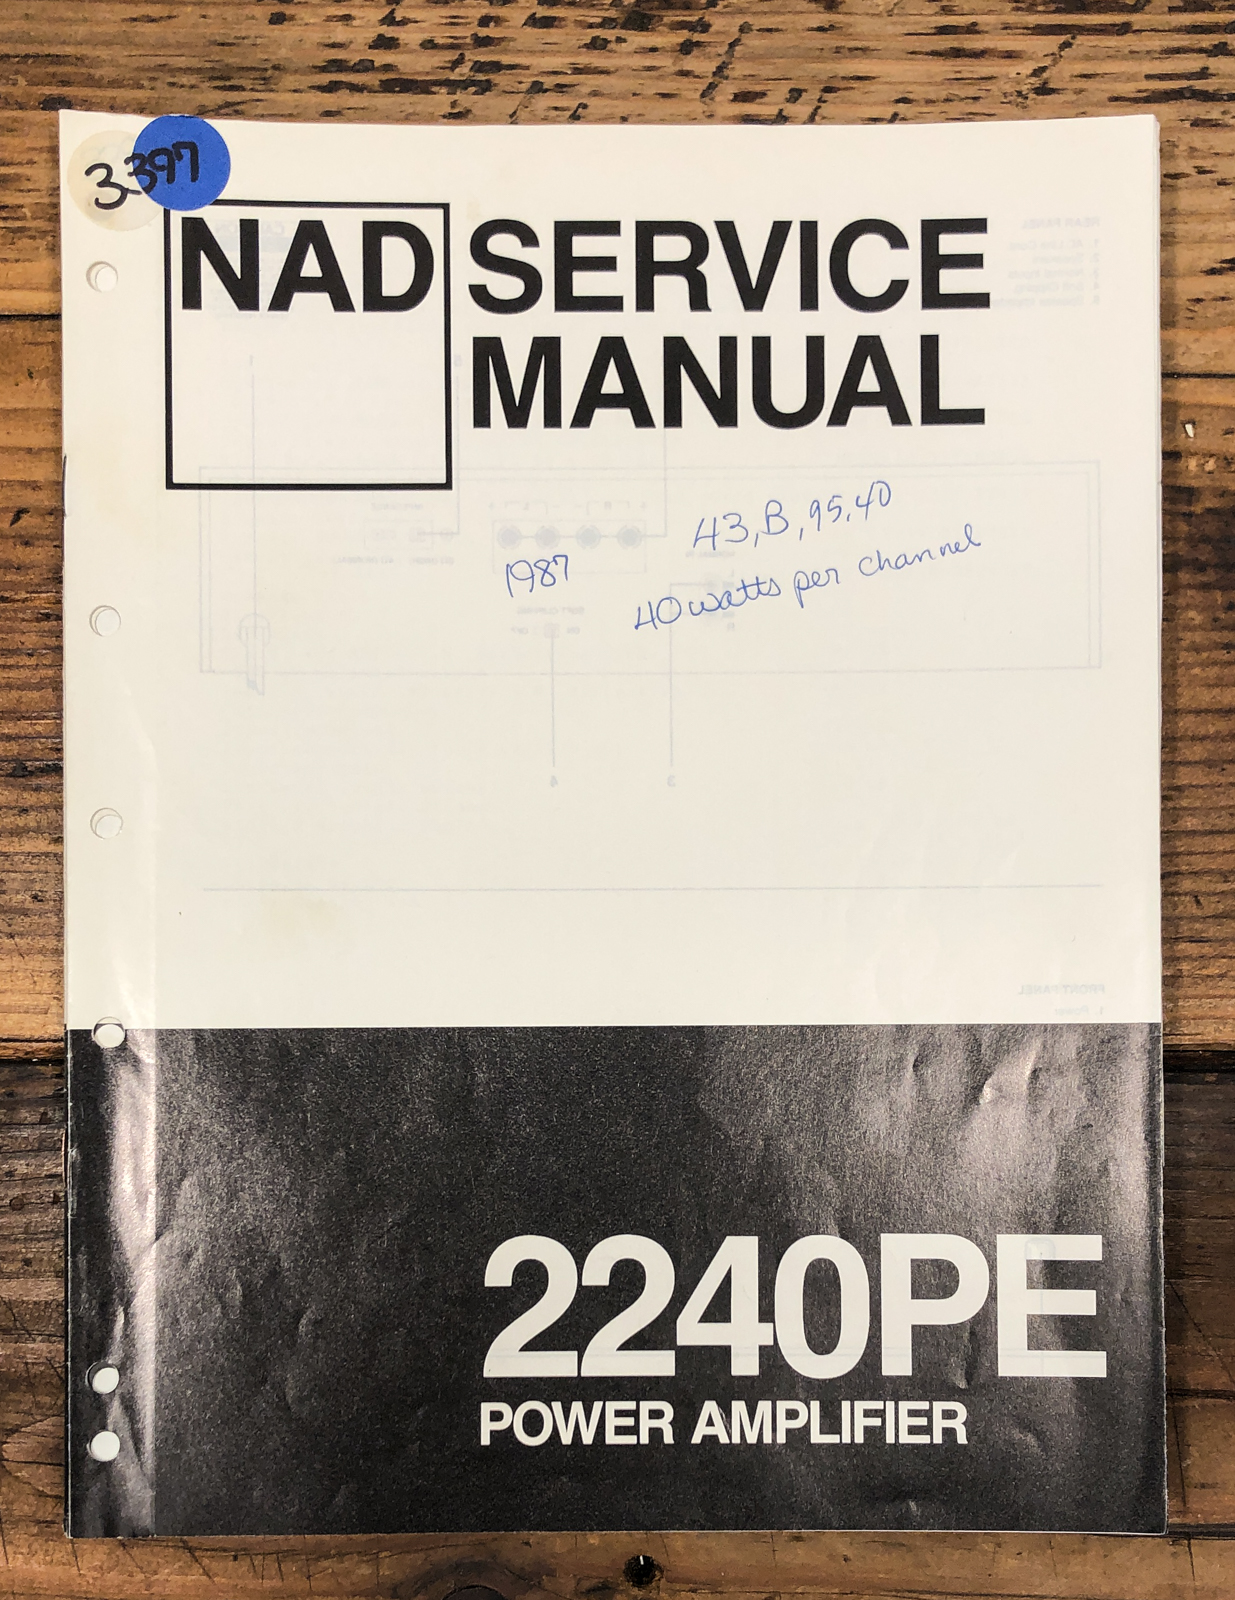 3397
NAD SERVICE
MANUAL
43, B, 95, 40
1987
40 watts per channel
2240PE
POWER AMPLIFIER